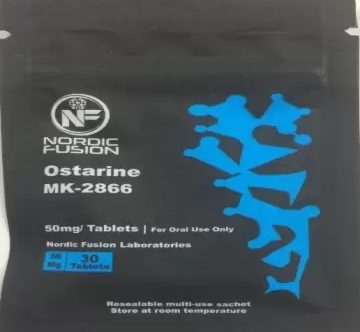 NF
NORDIC
FUSION
Ostarine
MK-2866
50mg/ Tablets | For Oral Use Only
Nordic Fusion Laboratories
50 Mg 30 Tablets
Resealable multi-use sachet
Store at room temperature